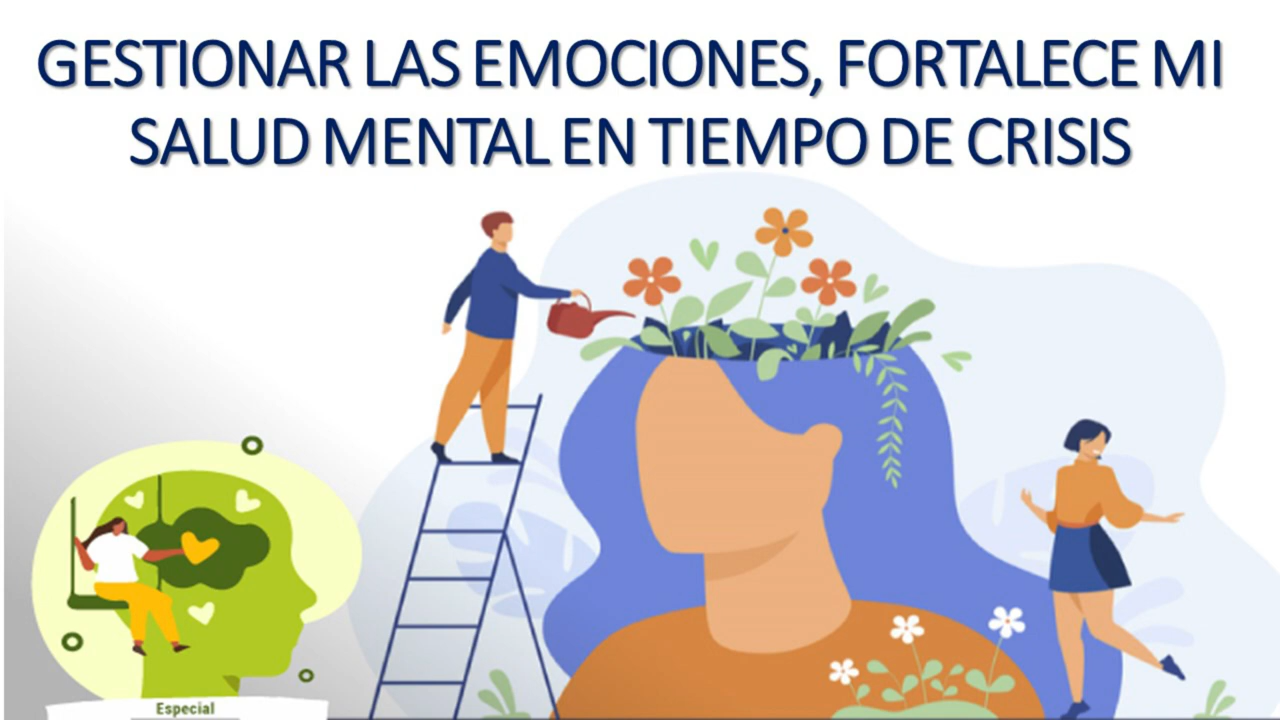 GESTIONAR LAS EMOCIONES, FORTALECE MI
SALUD MENTAL EN TIEMPO DE CRISIS
Especial